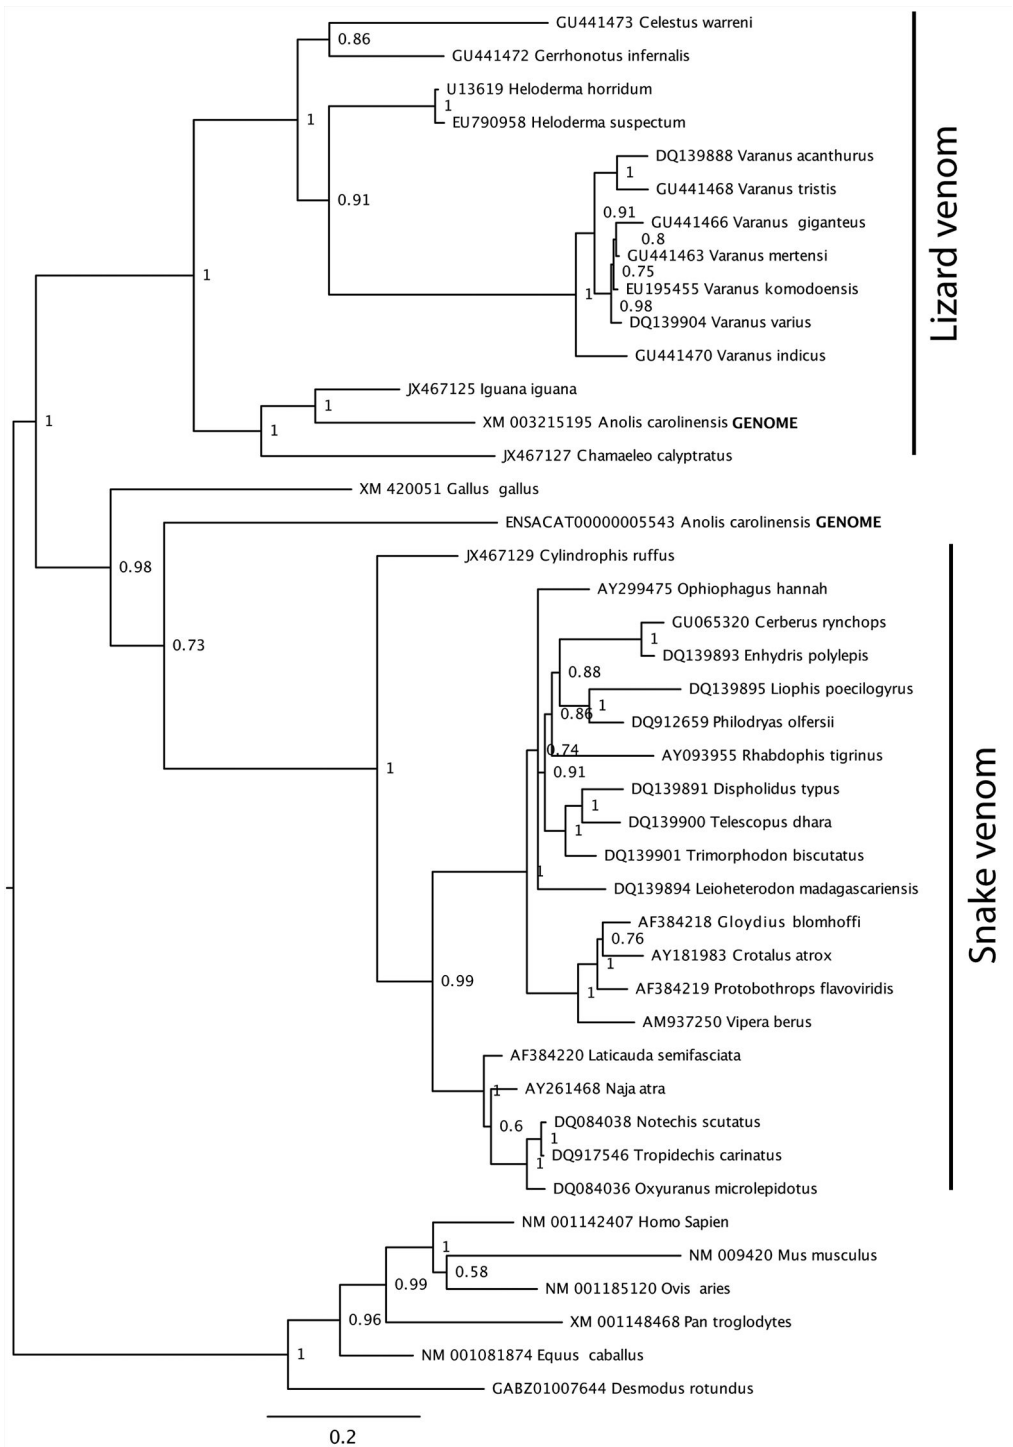 GU441473 Celestus warreni
0.86
GU441472 Gerrhonotus infernalis
U13619 Heloderma horridum
1
1
EU790958 Heloderma suspectum
DQ139888 Varanus acanthurus
1
GU441468 Varanus tristis
0.91
0.91
GU441466 Varanus giganteus
0.8
GU441463 Varanus mertensi
0.75
1
EU195455 Varanus komodoensis
1
0.98
DQ139904 Varanus varius
GU441470 Varanus indicus
Lizard venom
JX467125 Iguana iguana
1
XM 003215195 Anolis carolinensis GENOME
1
1
JX467127 Chamaeleo calyptratus
XM 420051 Gallus gallus
ENSACAT00000005543 Anolis carolinensis GENOME
JX467129 Cylindrophis ruffus
0.98
AY299475 Ophiophagus hannah
GU065320 Cerberus rynchops
1
0.73
DQ139893 Enhydris polylepis
0.88
DQ139895 Liophis poecilogyrus
1
0.86
DQ912659 Philodryas olfersii
0.74
AY093955 Rhabdophis tigrinus
1
0.91
DQ139891 Dispholidus typus
1
DQ139900 Telescopus dhara
1
DQ139901 Trimorphodon biscutatus
1
DQ139894 Leioheterodon madagascariensis
Snake venom
AF384218 Gloydius blomhoffi
0.76
AY181983 Crotalus atrox
1
0.99
AF384219 Protobothrops flavoviridis
1
AM937250 Vipera berus
AF384220 Laticauda semifasciata
AY261468 Naja atra
1
DQ084038 Notechis scutatus
0.6
1
DQ917546 Tropidechis carinatus
1
DQ084036 Oxyuranus microlepidotus
NM 001142407 Homo Sapien
1
NM 009420 Mus musculus
0.58
0.99
NM 001185120 Ovis aries
0.96
XM 001148468 Pan troglodytes
1
NM 001081874 Equus caballus
GABZ01007644 Desmodus rotundus
0.2